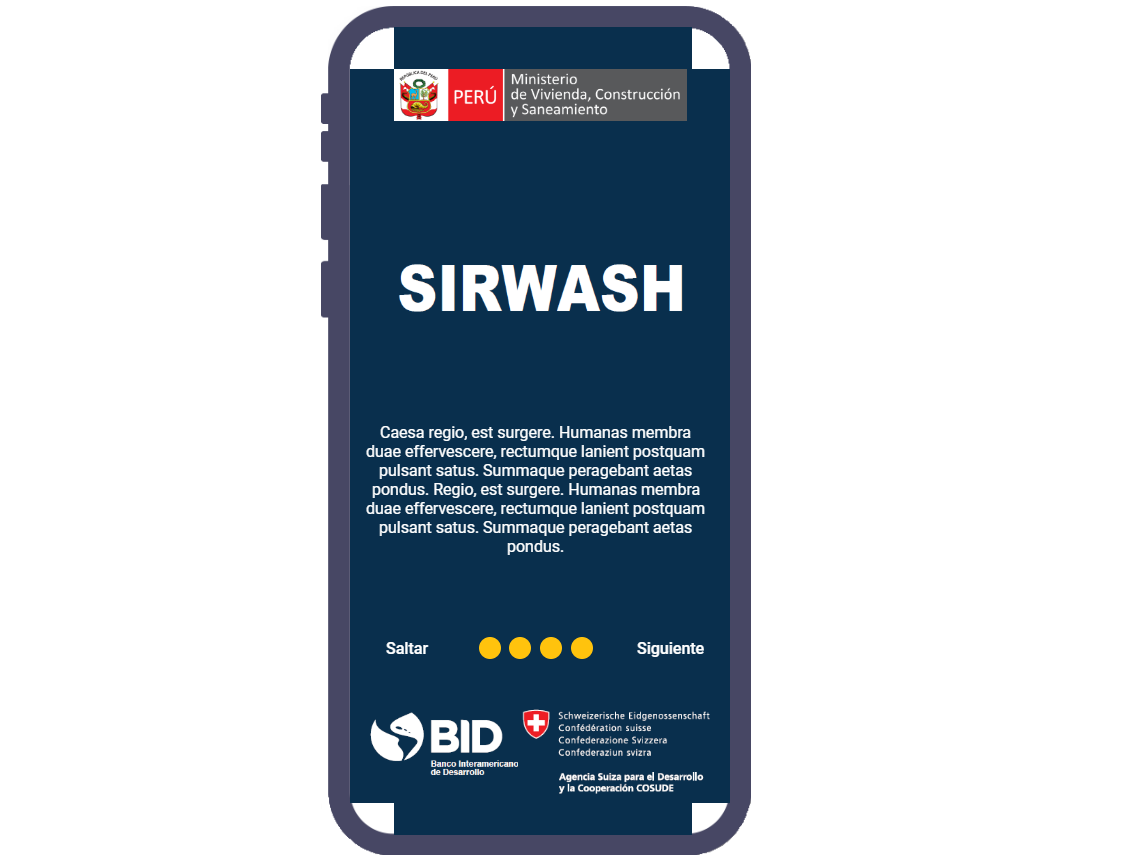 REPÚBLICA DEL PERÚ
PERÚ
Ministerio
de Vivienda, Construcción
y Saneamiento
SIRWASH
Caesa regio, est surgere. Humanas membra
duae effervescere, rectumque lanient postquam
pulsant satus. Summaque peragebant aetas
pondus. Regio, est surgere. Humanas membra
duae effervescere, rectumque lanient postquam
pulsant satus. Summaque peragebant aetas
pondus.
Saltar
Siguiente
BID
Banco Interamericano
de Desarrollo
Schweizerische Eidgenossenschaft
Confédération suisse
Confederazione Svizzera
Confederaziun svizra
Agencia Suiza para el Desarrollo
y la Cooperación COSUDE